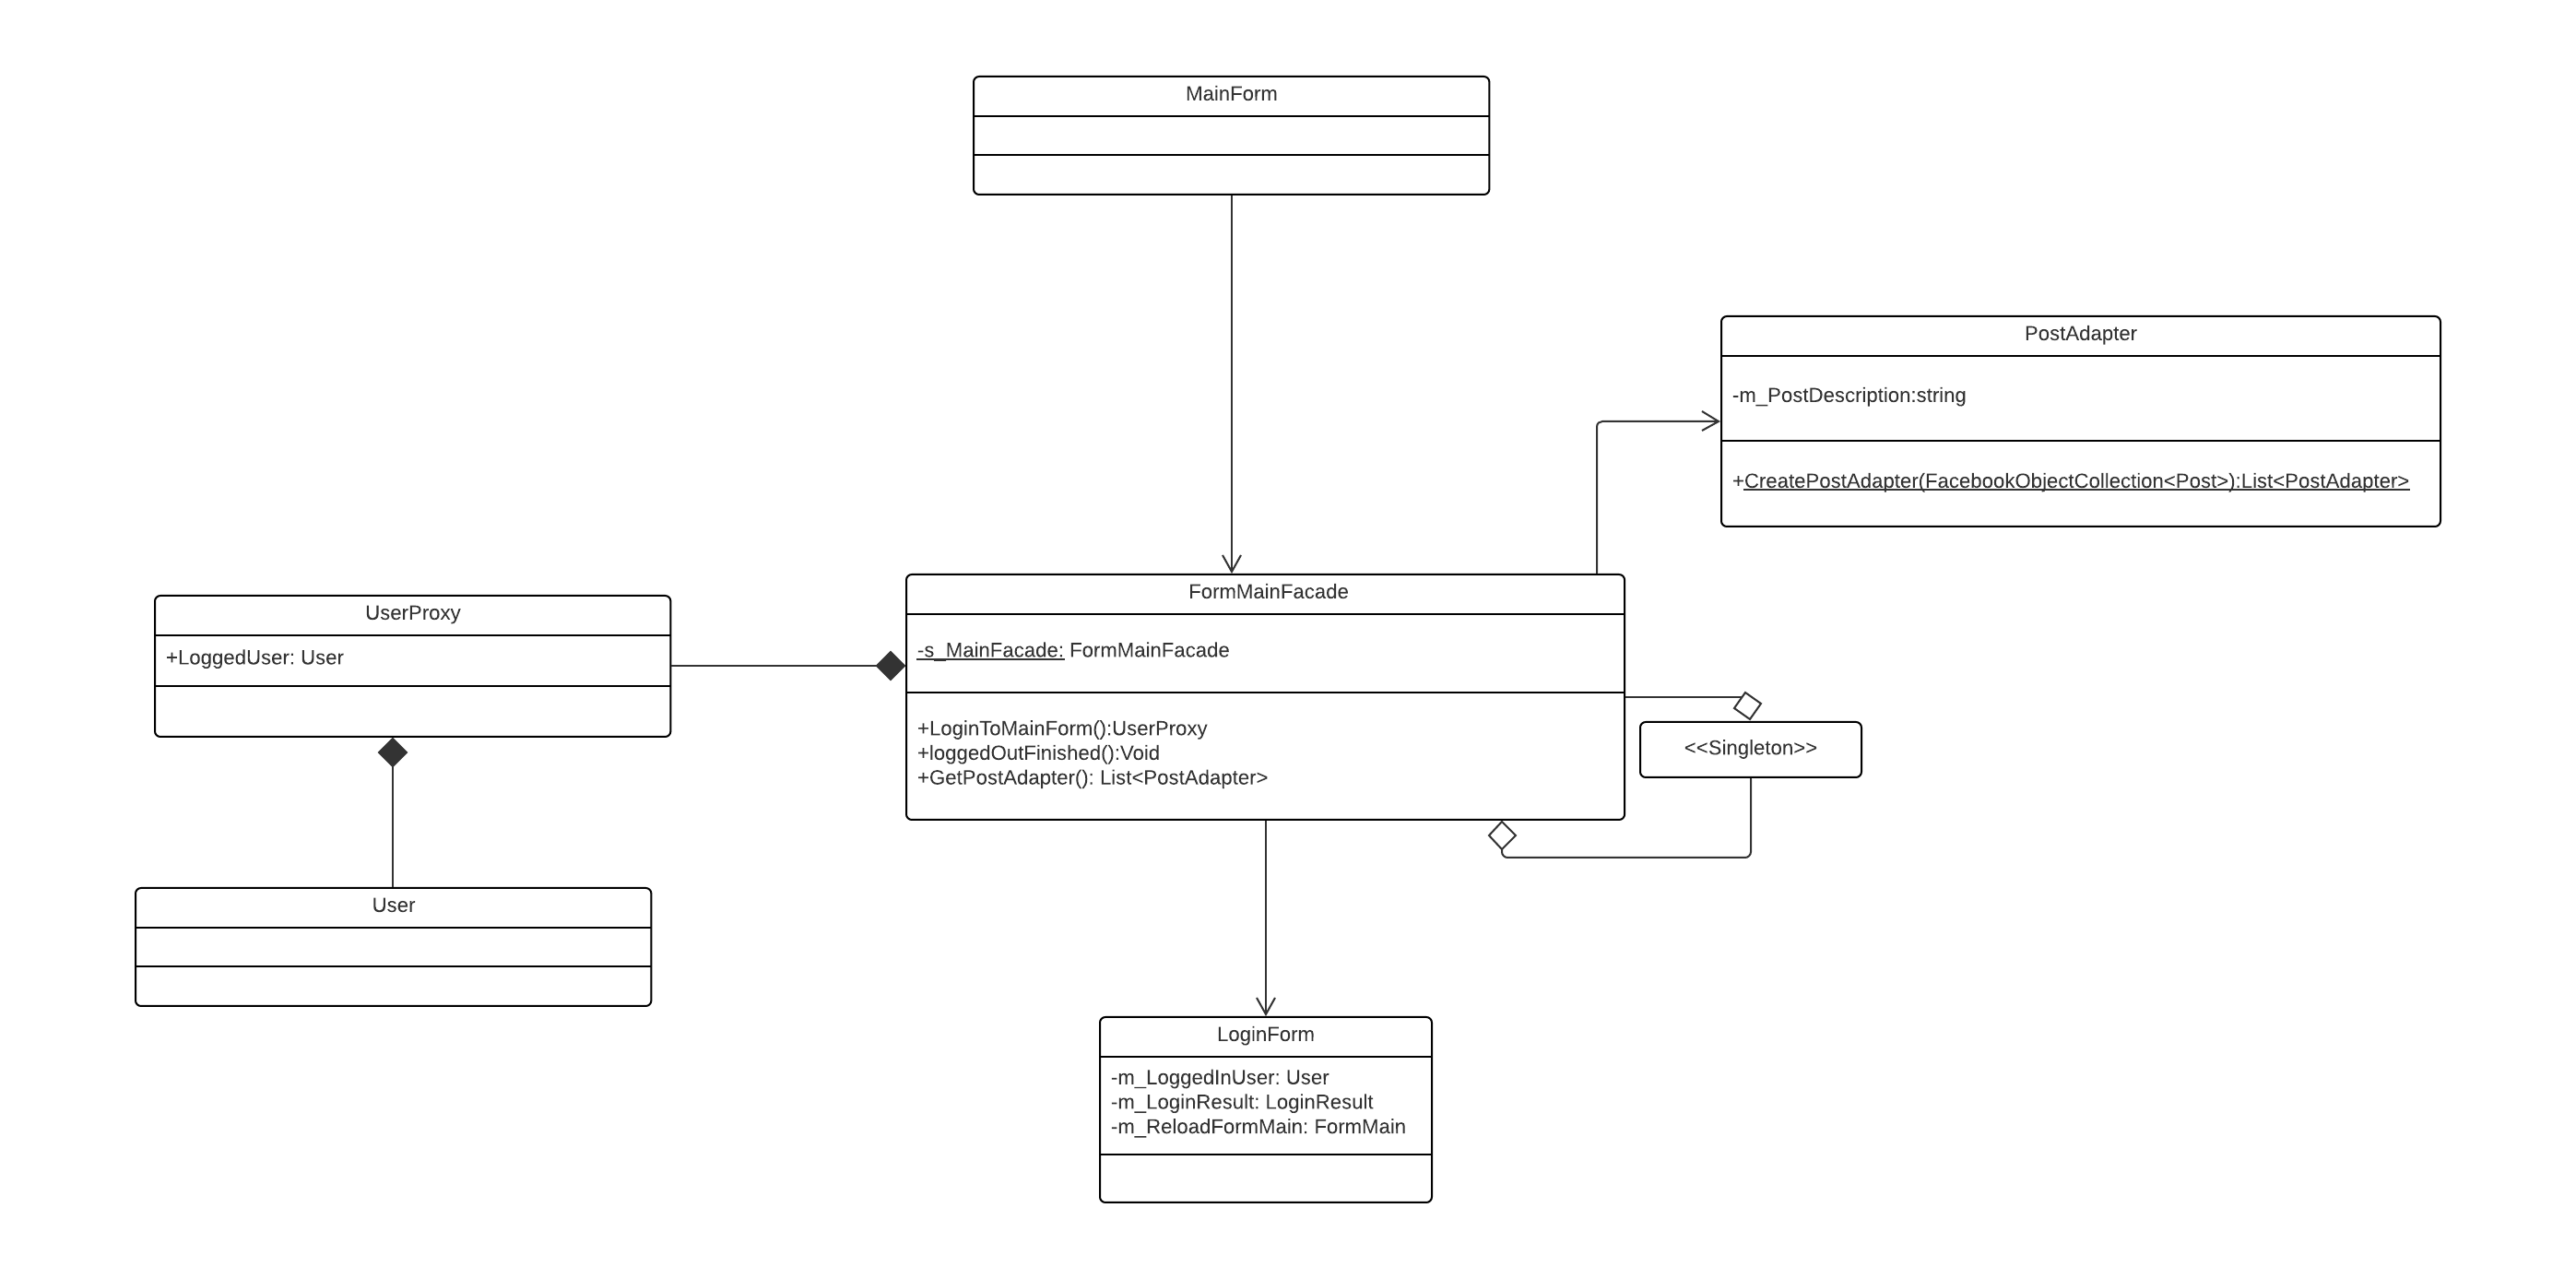 MainForm
PostAdapter
-m_PostDescription:string
+CreatePostAdapter(FacebookObjectCollection<Post>):List<PostAdapter>
FormMainFacade
-s_MainFacade: FormMainFacade
+LoginToMainForm():UserProxy
+loggedOutFinished():Void
+GetPostAdapter(): List<PostAdapter>
UserProxy
+LoggedUser: User
<<Singleton>>
User
LoginForm
-m_LoggedInUser: User
-m_LoginResult: LoginResult
-m_ReloadFormMain: FormMain